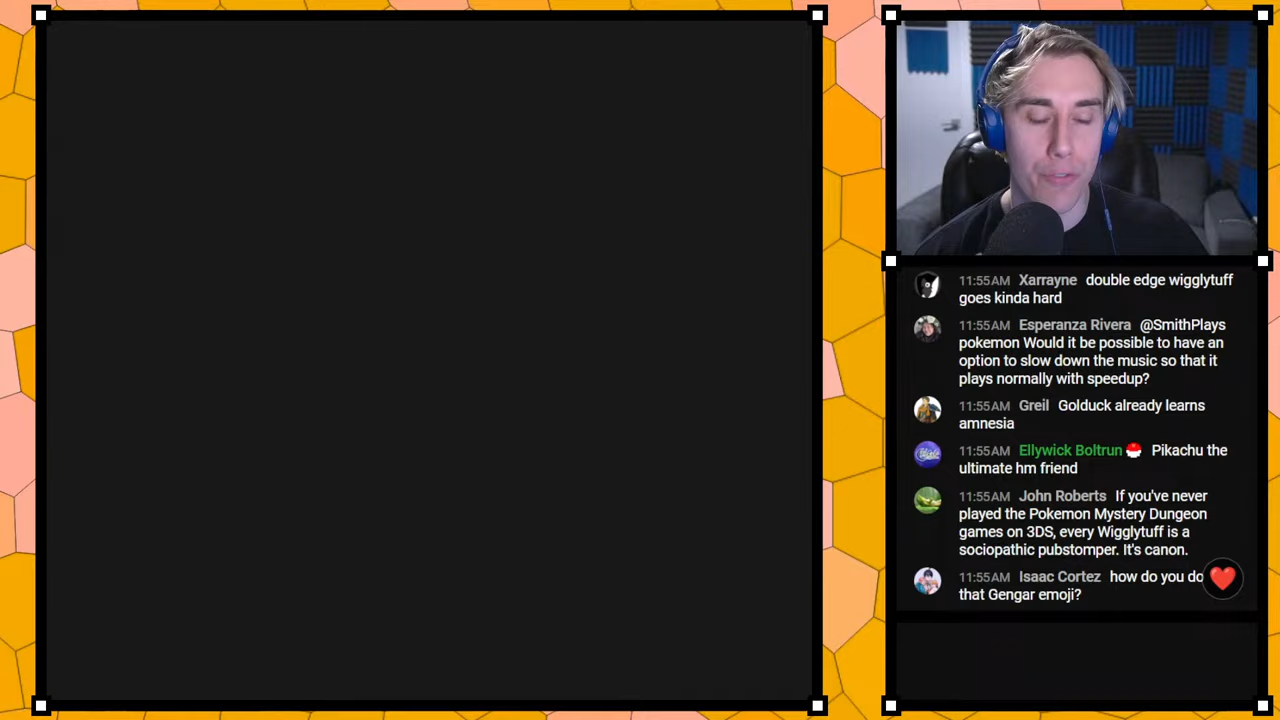 11:55AM Xarrayne double edge wigglytuff
goes kinda hard
11:55AM Esperanza Rivera @SmithPlays
pokemon Would it be possible to have an
option to slow down the music so that it
plays normally with speedup?
11:55AM Greil Golduck already learns
amnesia
11:55AM Ellywick Boltrun Pikachu the
ultimate hm friend
11:55AM John Roberts If you've never
played the Pokemon Mystery Dungeon
games on 3DS, every Wigglytuff is a
sociopathic pubstomper. It's canon.
11:55AM Isaac Cortez how do you do
that Gengar emoji?